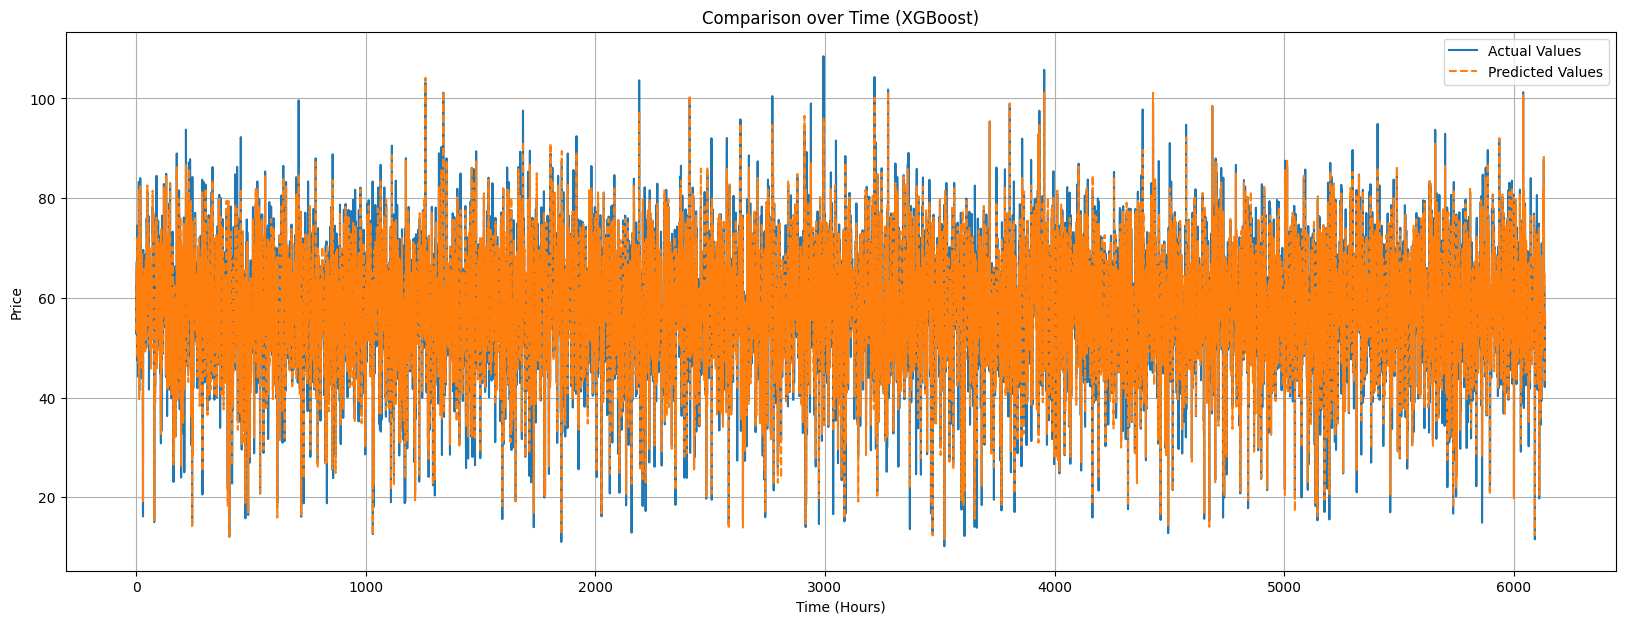 Comparison over Time (XGBoost)
Actual Values
Predicted Values
Price
100
80
60
40
20
0
1000
2000
3000
4000
5000
6000
Time (Hours)